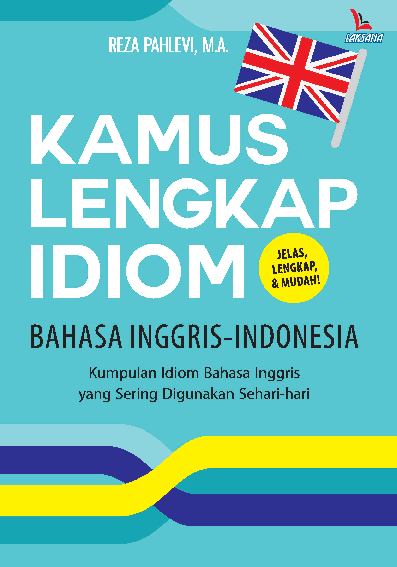 LAKSANA
REZA PAHLEVI, M.A.
KAMUS
LENGKAP
IDIOM
JELAS,
LENGKAP,
& MUDAH!
BAHASA INGGRIS-INDONESIA
Kumpulan Idiom Bahasa Inggris
yang Sering Digunakan Sehari-hari